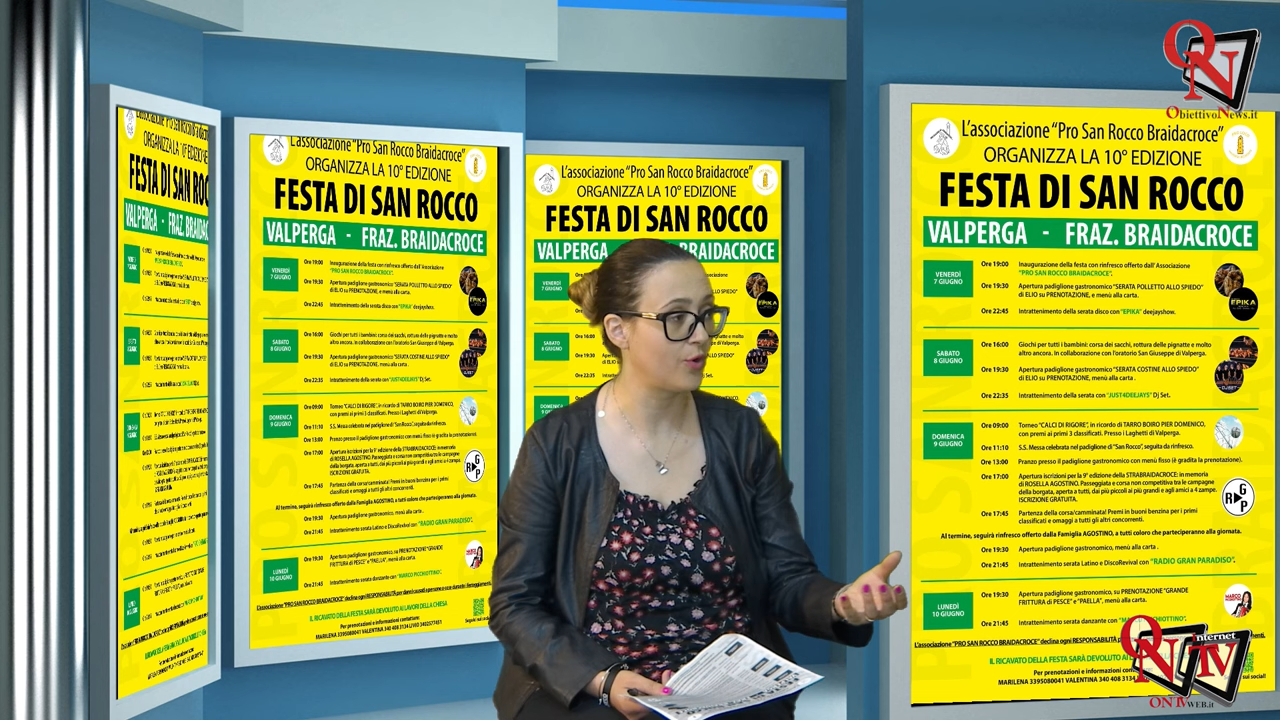 L'associazione "Pro San Rocco Braidacroce"
ORGANIZZA LA 10° EDIZIONE
FESTA DI SAN ROCCO
VALPERGA - FRAZ. BRAIDACROCE
VENERDÌ
7 GIUGNO
Ore 19:00 Inaugurazione della festa con rinfresco offerto dall' Associazione
"PRO SAN ROCCO BRAIDACROCE".
Ore 19:30 Apertura padiglione gastronomico "SERATA POLLETTO ALLO SPIEDO"
di ELIO su PRENOTAZIONE, e menù alla carta.
Ore 22:45 Intrattenimento della serata disco con "EPIKA" deejayshow.
EPIKA
SABATO
8 GIUGNO
Ore 16:00 Giochi per tutti i bambini: corsa dei sacchi, rottura delle pignatte e molto
altro ancora. In collaborazione con l'oratorio San Giuseppe di Valperga.
Ore 19:30 Apertura padiglione gastronomico "SERATA COSTINE ALLO SPIEDO"
di ELIO su PRENOTAZIONE, e menù alla carta .
Ore 22:35 Intrattenimento della serata con "JUST4DEEJAYS" Dj Set.
DOMENICA
9 GIUGNO
Ore 09:00 Torneo "CALCI DI RIGORE", in ricordo di TARRO BOIRO PIER DOMENICO,
con premi ai primi 3 classificati. Presso i Laghetti di Valperga.
Ore 11:10 S.S. Messa celebrata nel padiglione di "San Rocco", seguita da rinfresco.
Ore 13:00 Pranzo presso il padiglione gastronomico con menù fisso (è gradita la prenotazione).
Ore 17:00 Apertura iscrizioni per la 9° edizione della STRABRAIDACROCE: in memoria
di ROSELLA AGOSTINO. Passeggiata e corsa non competitiva tra le campagne
della borgata, aperta a tutti, dai più piccoli ai più grandi e agli amici a 4 zampe.
ISCRIZIONE GRATUITA.
RGP
Ore 17:45 Partenza della corsa/camminata! Premi in buoni benzina per i primi
classificati e omaggi a tutti gli altri concorrenti.
Al termine, seguirà rinfresco offerto dalla Famiglia AGOSTINO, a tutti coloro che parteciperanno alla giornata.
Ore 19:30 Apertura padiglione gastronomico, menù alla carta .
Ore 21:45 Intrattenimento serata Latino e DiscoRevival con "RADIO GRAN PARADISO".
LUNEDÌ
10 GIUGNO
Ore 19:30 Apertura padiglione gastronomico, su PRENOTAZIONE "GRANDE
FRITTURA di PESCE" e "PAELLA", menù alla carta.
Ore 21:45 Intrattenimento serata danzante con "MARCO PICCHIOTTINO".
L'associazione "PRO SAN ROCCO BRAIDACROCE" declina ogni RESPONSABILITÀ
IL RICAVATO DELLA FESTA SARÀ DEVOLUTO AI LAVORI DELLA CHIESA
Per prenotazioni e informazioni contattare:
MARILENA 3395080041 VALENTINA 340 408 3134
ON
ObiettivoNews.it
ON internet TV
ON TVWEB.it